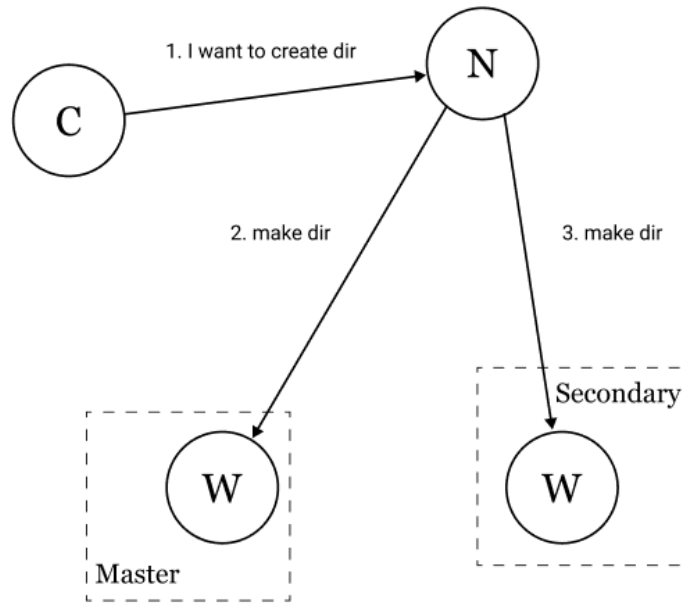 1. I want to create dir
N
C
2. make dir
3. make dir
Secondary
W
W
Master